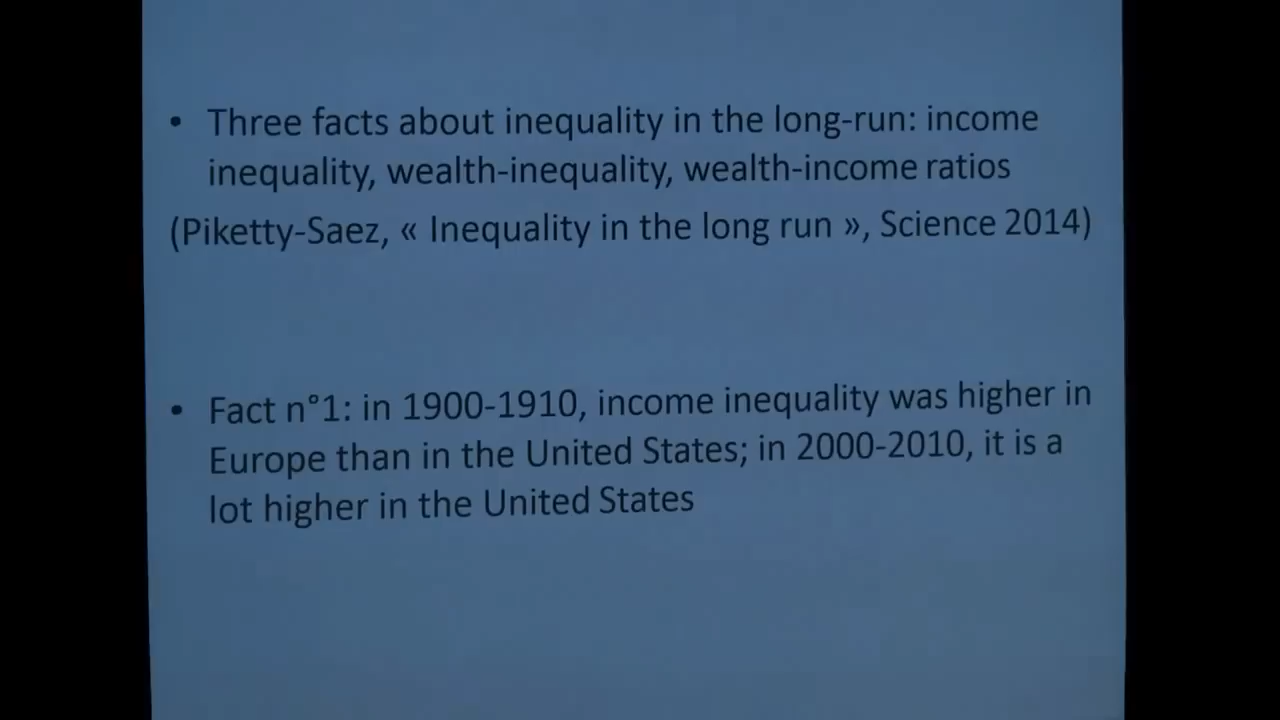 • Three facts about inequality in the long-run: income
inequality, wealth-inequality, wealth-income ratios
(Piketty-Saez, « Inequality in the long run », Science 2014)
• Fact n°1: in 1900-1910, income inequality was higher in
Europe than in the United States; in 2000-2010, it is a
lot higher in the United States